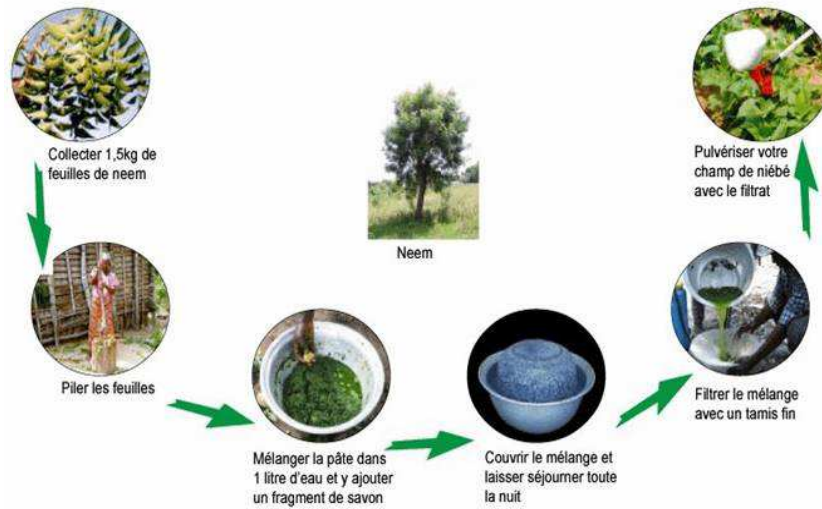 Collecter 1,5kg de
feuilles de neem
Piler les feuilles
Mélanger la pâte dans
1 litre d'eau et y ajouter
un fragment de savon
Couvrir le mélange et
laisser séjourner toute
la nuit
Filtrer le mélange
avec un tamis fin
Pulvériser votre
champ de niébé
avec le filtrat
Neem